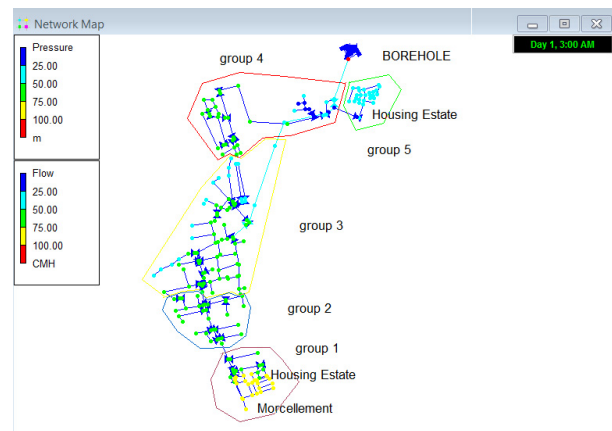 Network Map
Pressure
25.00
50.00
75.00
100.00
m
Flow
25.00
50.00
75.00
100.00
CMH
Day 1, 3:00 AM
group 4
BOREHOLE
Housing Estate
group 5
group 3
group 2
group 1
Housing Estate
Morcellement